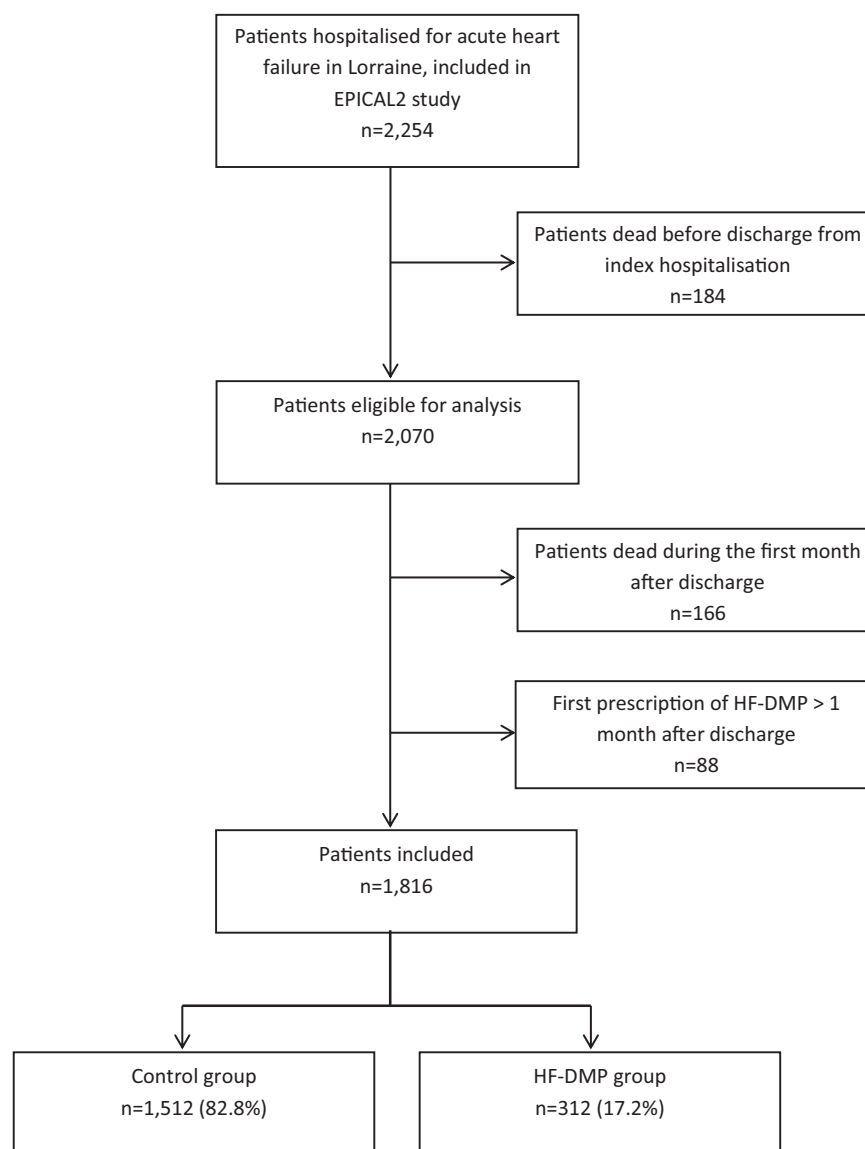 Patients hospitalised for acute heart
failure in Lorraine, included in
EPICAL2 study
n=2,254
Patients dead before discharge from
index hospitalisation
n=184
Patients eligible for analysis
n=2,070
Patients dead during the first month
after discharge
n=166
First prescription of HF-DMP > 1
month after discharge
n=88
Patients included
n=1,816
Control group
n=1,512 (82.8%)
HF-DMP group
n=312 (17.2%)